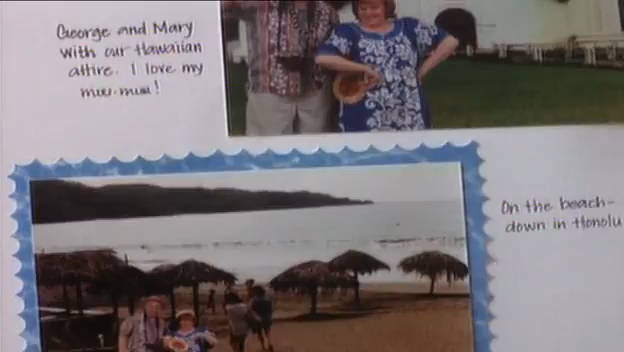 George and Mary
with our Hawaiian
attire. I love my
muu-muu!
On the beach-
down in Honolu